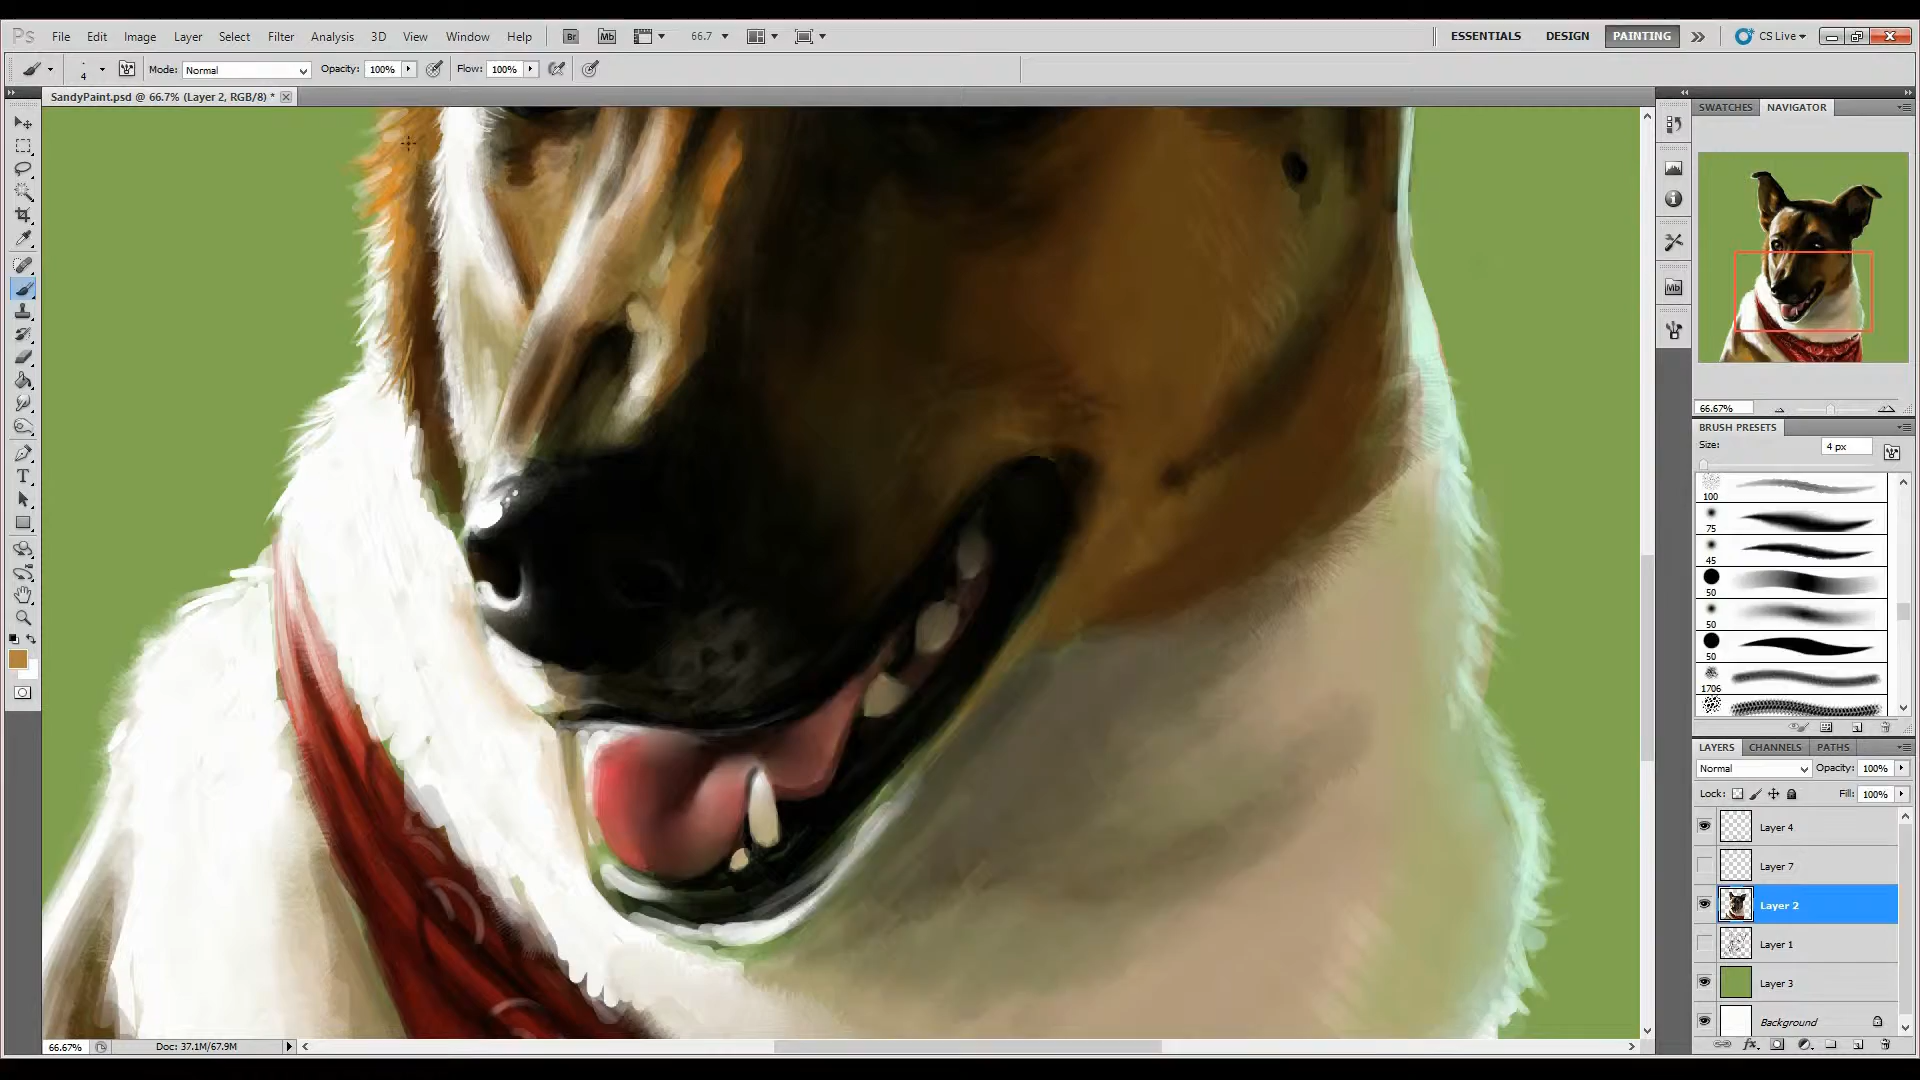 Ps File Edit Image Layer Select Filter Analysis 3D View Window Help Br Mb 66.7 ESSENTIALS DESIGN PAINTING CS Live
4 Mode: Normal Opacity: 100% Flow: 100%
SandyPaint.psd @ 66.7% (Layer 2, RGB/8) *
SWATCHES NAVIGATOR
Mb
T
66.67%
BRUSH PRESETS
Size: 4 px
100
75
45
50
50
50
1706
LAYERS CHANNELS PATHS
Normal Opacity: 100%
Lock: Fill: 100%
Layer 4
Layer 7
Layer 2
Layer 1
Layer 3
Background
66.67% Doc: 37.1M/67.9M
fx